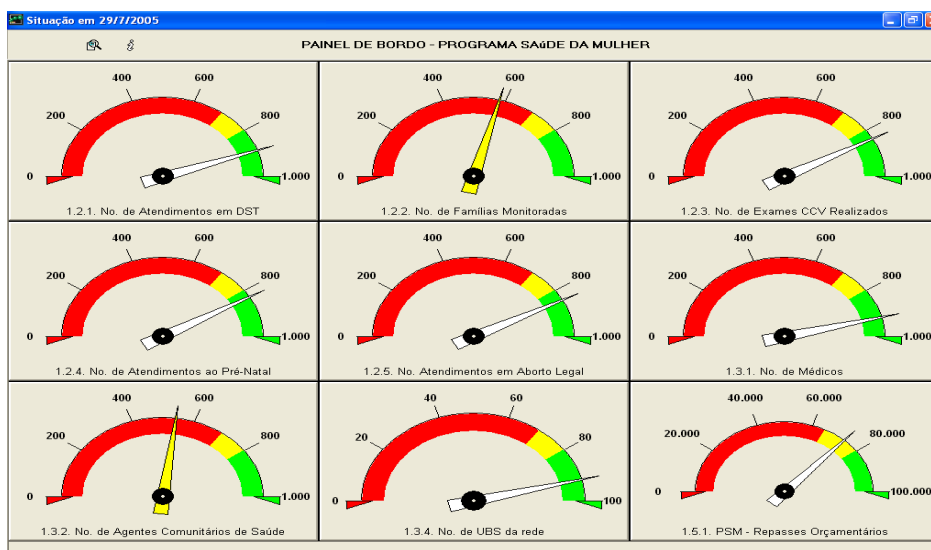 Situação em 29/7/2005
PAINEL DE BORDO - PROGRAMA SAúDE DA MULHER
0 200 400 600 800 1.000
1.2.1. No. de Atendimentos em DST
0 200 400 600 800 1.000
1.2.2. No. de Famílias Monitoradas
0 200 400 600 800 1.000
1.2.3. No. de Exames CCV Realizados
0 200 400 600 800 1.000
1.2.4. No. de Atendimentos ao Pré-Natal
0 200 400 600 800 1.000
1.2.5. No. Atendimentos em Aborto Legal
0 200 400 600 800 1.000
1.3.1. No. de Médicos
0 200 400 600 800 1.000
1.3.2. No. de Agentes Comunitários de Saúde
0 20 40 60 80 100
1.3.4. No. de UBS da rede
0 20.000 40.000 60.000 80.000 100.000
1.5.1. PSM - Repasses Orçamentários